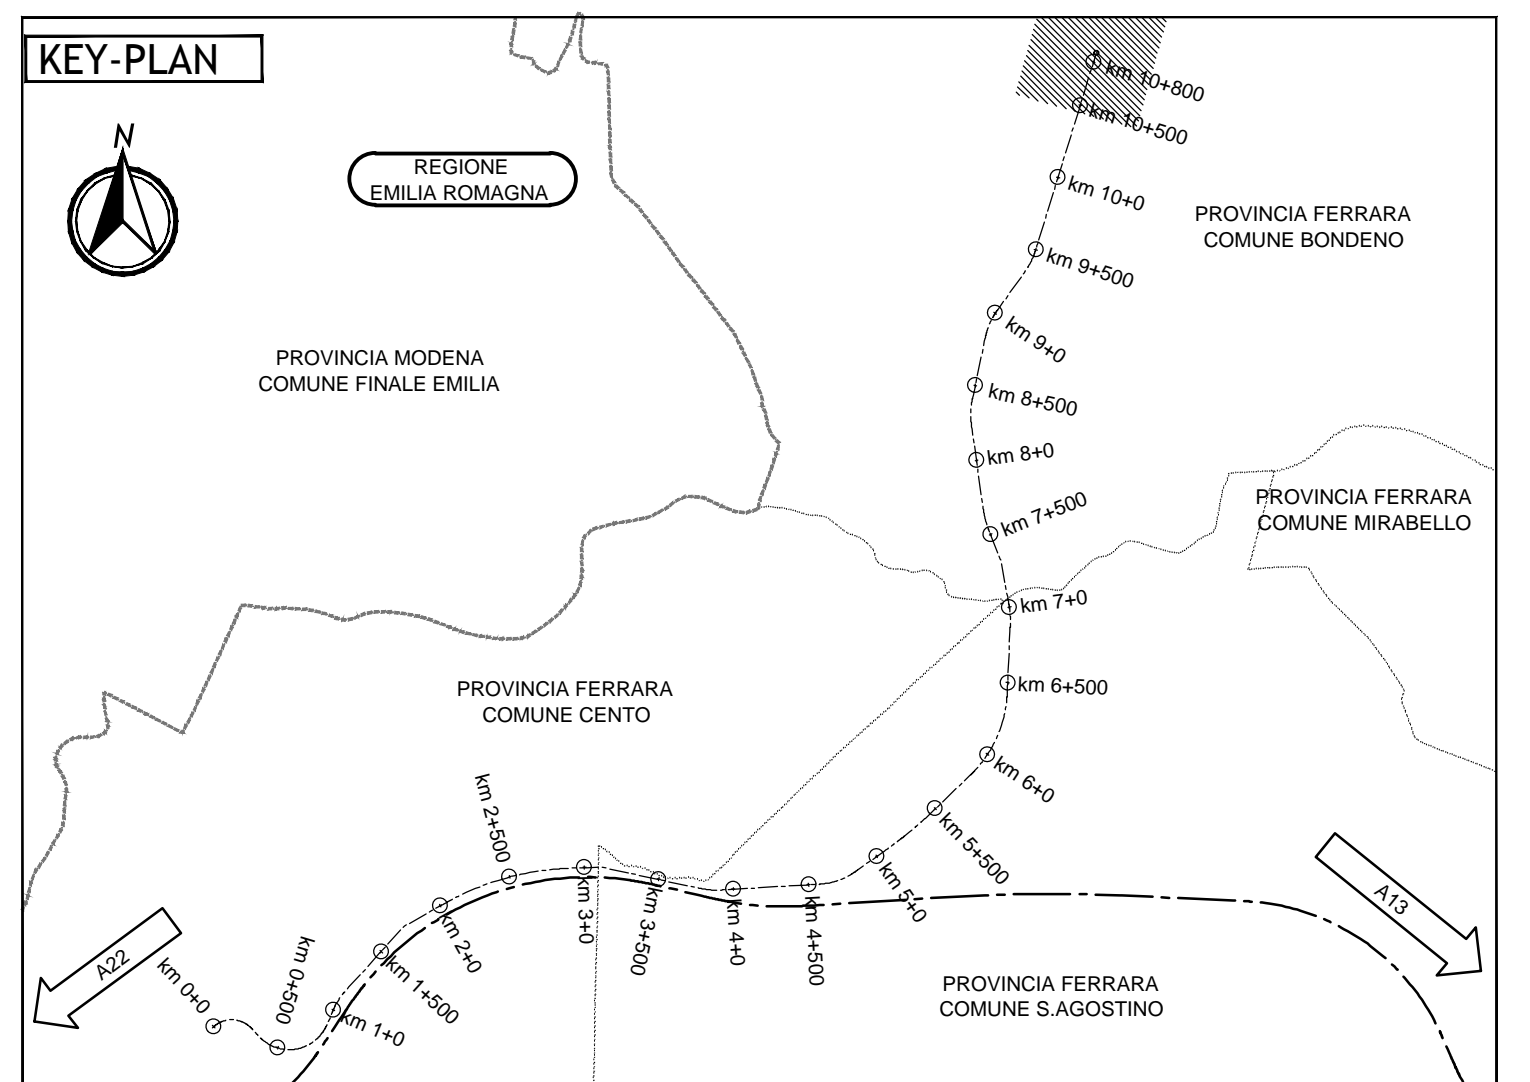 KEY-PLAN
N
REGIONE
EMILIA ROMAGNA
km 10+800
km 10+500
km 10+0
PROVINCIA FERRARA
COMUNE BONDENO
km 9+500
km 9+0
PROVINCIA MODENA
COMUNE FINALE EMILIA
km 8+500
km 8+0
PROVINCIA FERRARA
COMUNE MIRABELLO
km 7+500
km 7+0
km 6+500
PROVINCIA FERRARA
COMUNE CENTO
km 6+0
km 5+500
km 5+0
km 4+500
km 4+0
km 3+500
km 3+0
km 2+500
km 2+0
km 1+500
km 1+0
km 0+500
km 0+0
A22
A13
PROVINCIA FERRARA
COMUNE S.AGOSTINO